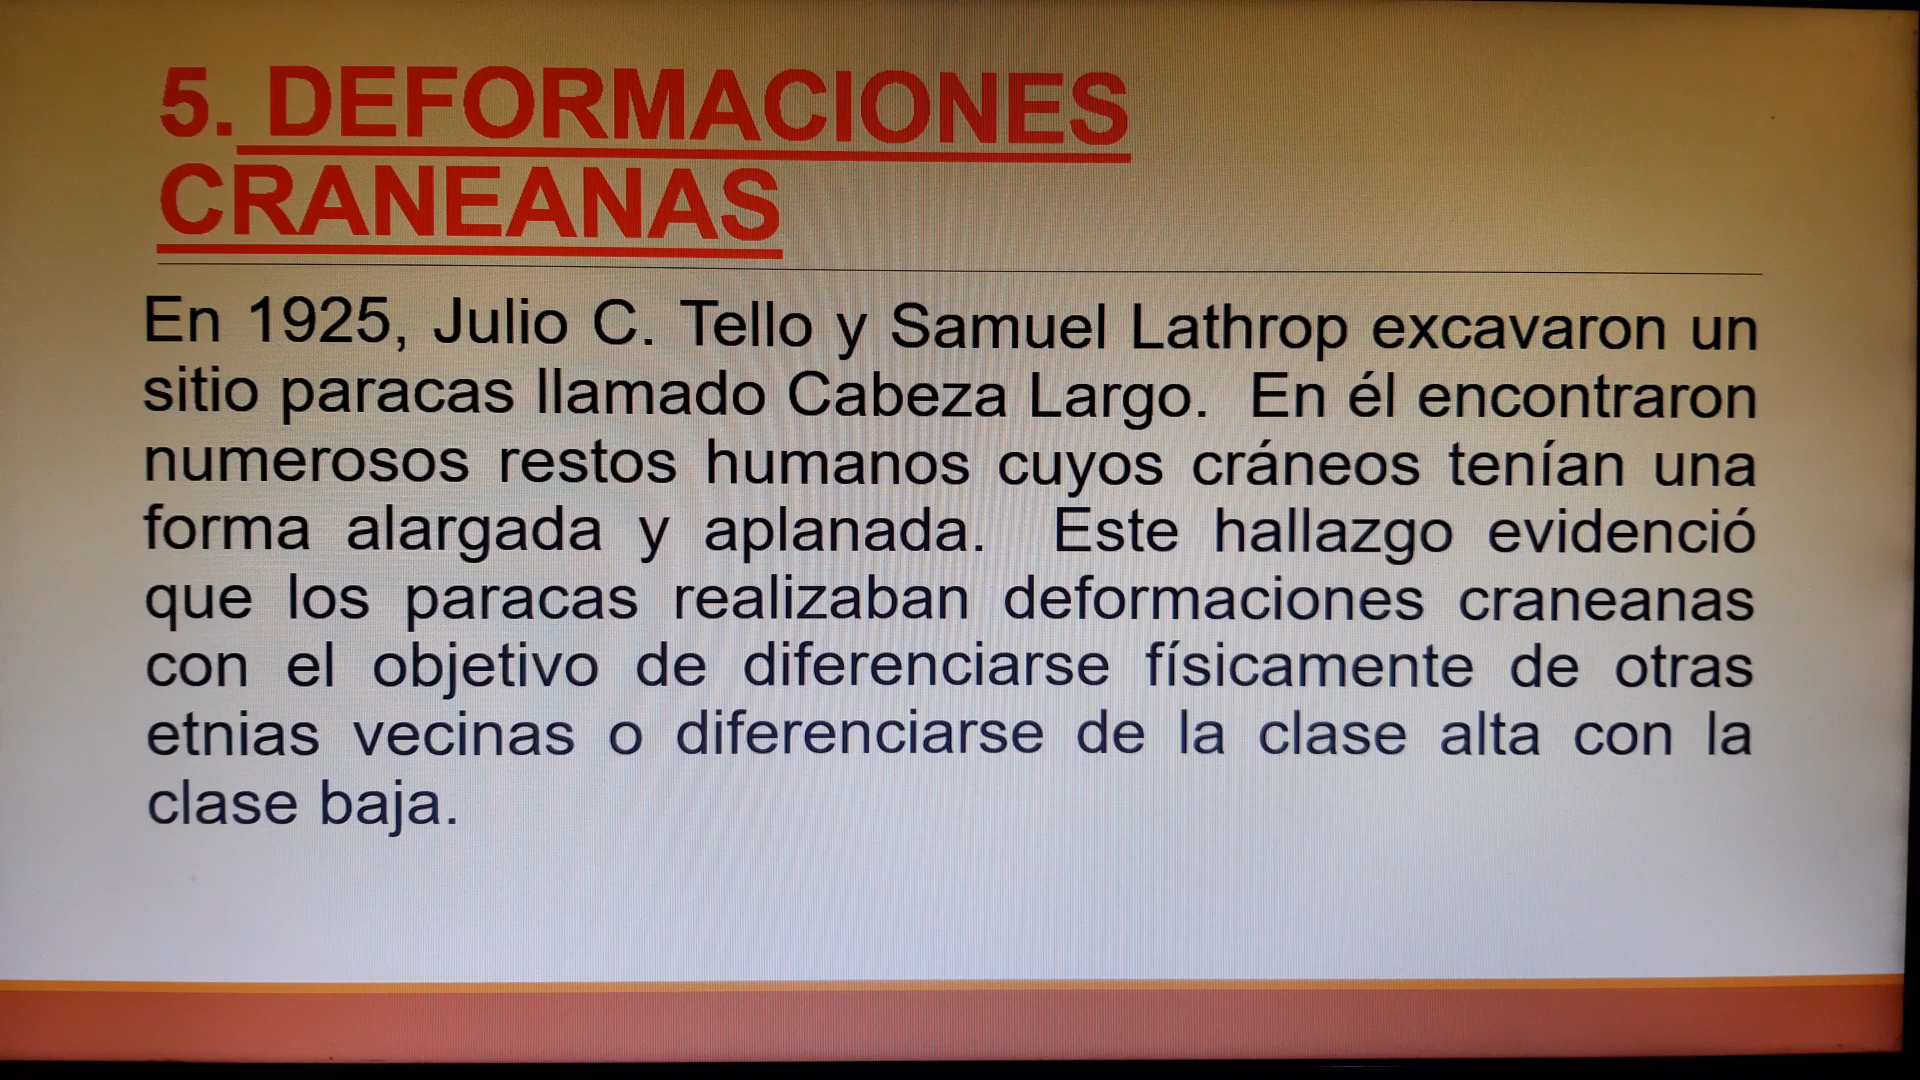 5. DEFORMACIONES
CRANEANAS
En 1925, Julio C. Tello y Samuel Lathrop excavaron un
sitio paracas llamado Cabeza Largo. En él encontraron
numerosos restos humanos cuyos cráneos tenían una
forma alargada y aplanada. Este hallazgo evidenció
que los paracas realizaban deformaciones craneanas
con el objetivo de diferenciarse físicamente de otras
etnias vecinas o diferenciarse de la clase alta con la
clase baja.